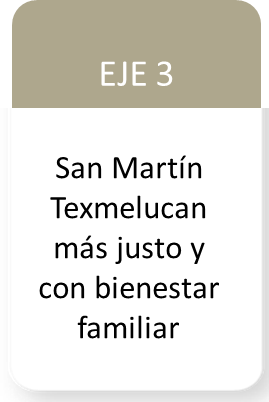 EJE 3
San Martín
Texmelucan
más justo y
con bienestar
familiar